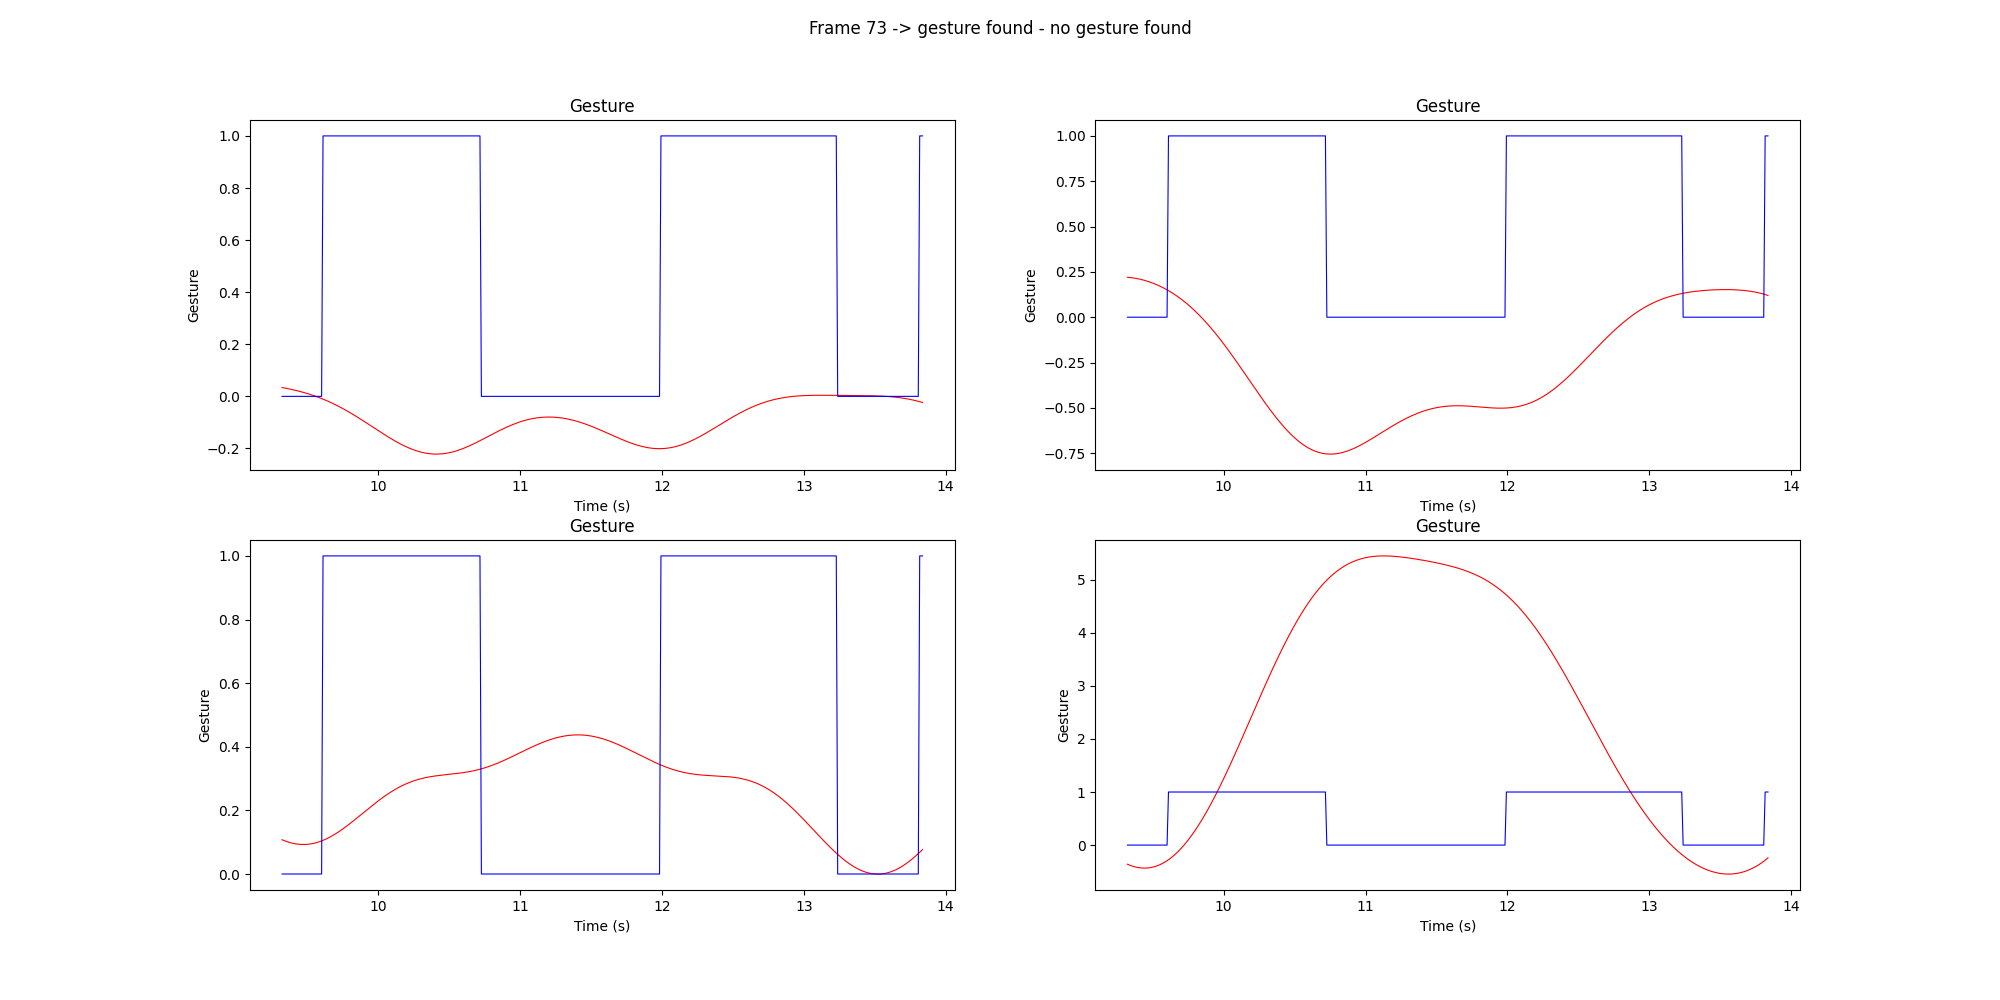 Frame 73 -> gesture found - no gesture found
Gesture
1.0
0.8
0.6
0.4
0.2
0.0
−0.2
Gesture
10 11 12 13 14
Time (s)
Gesture
1.00
0.75
0.50
0.25
0.00
−0.25
−0.50
−0.75
Gesture
10 11 12 13 14
Time (s)
Gesture
1.0
0.8
0.6
0.4
0.2
0.0
Gesture
10 11 12 13 14
Time (s)
Gesture
5
4
3
2
1
0
Gesture
10 11 12 13 14
Time (s)